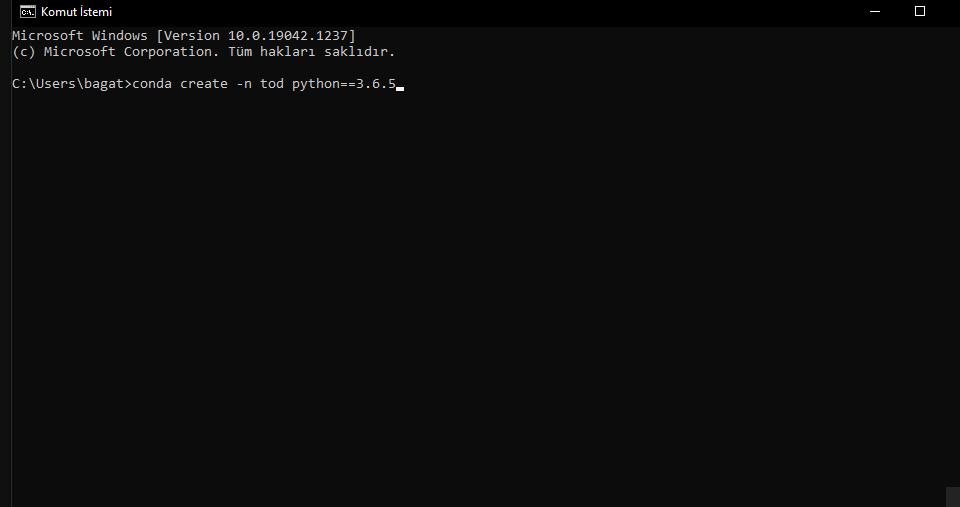 Komut İstemi
Microsoft Windows [Version 10.0.19042.1237]
(c) Microsoft Corporation. Tüm hakları saklıdır.
C:\Users\bagat>conda create -n tod python==3.6.5